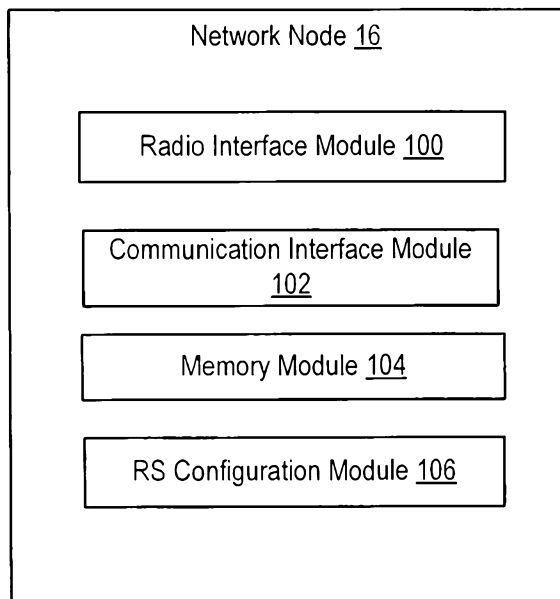 Network Node 16
Radio Interface Module 100
Communication Interface Module
102
Memory Module 104
RS Configuration Module 106